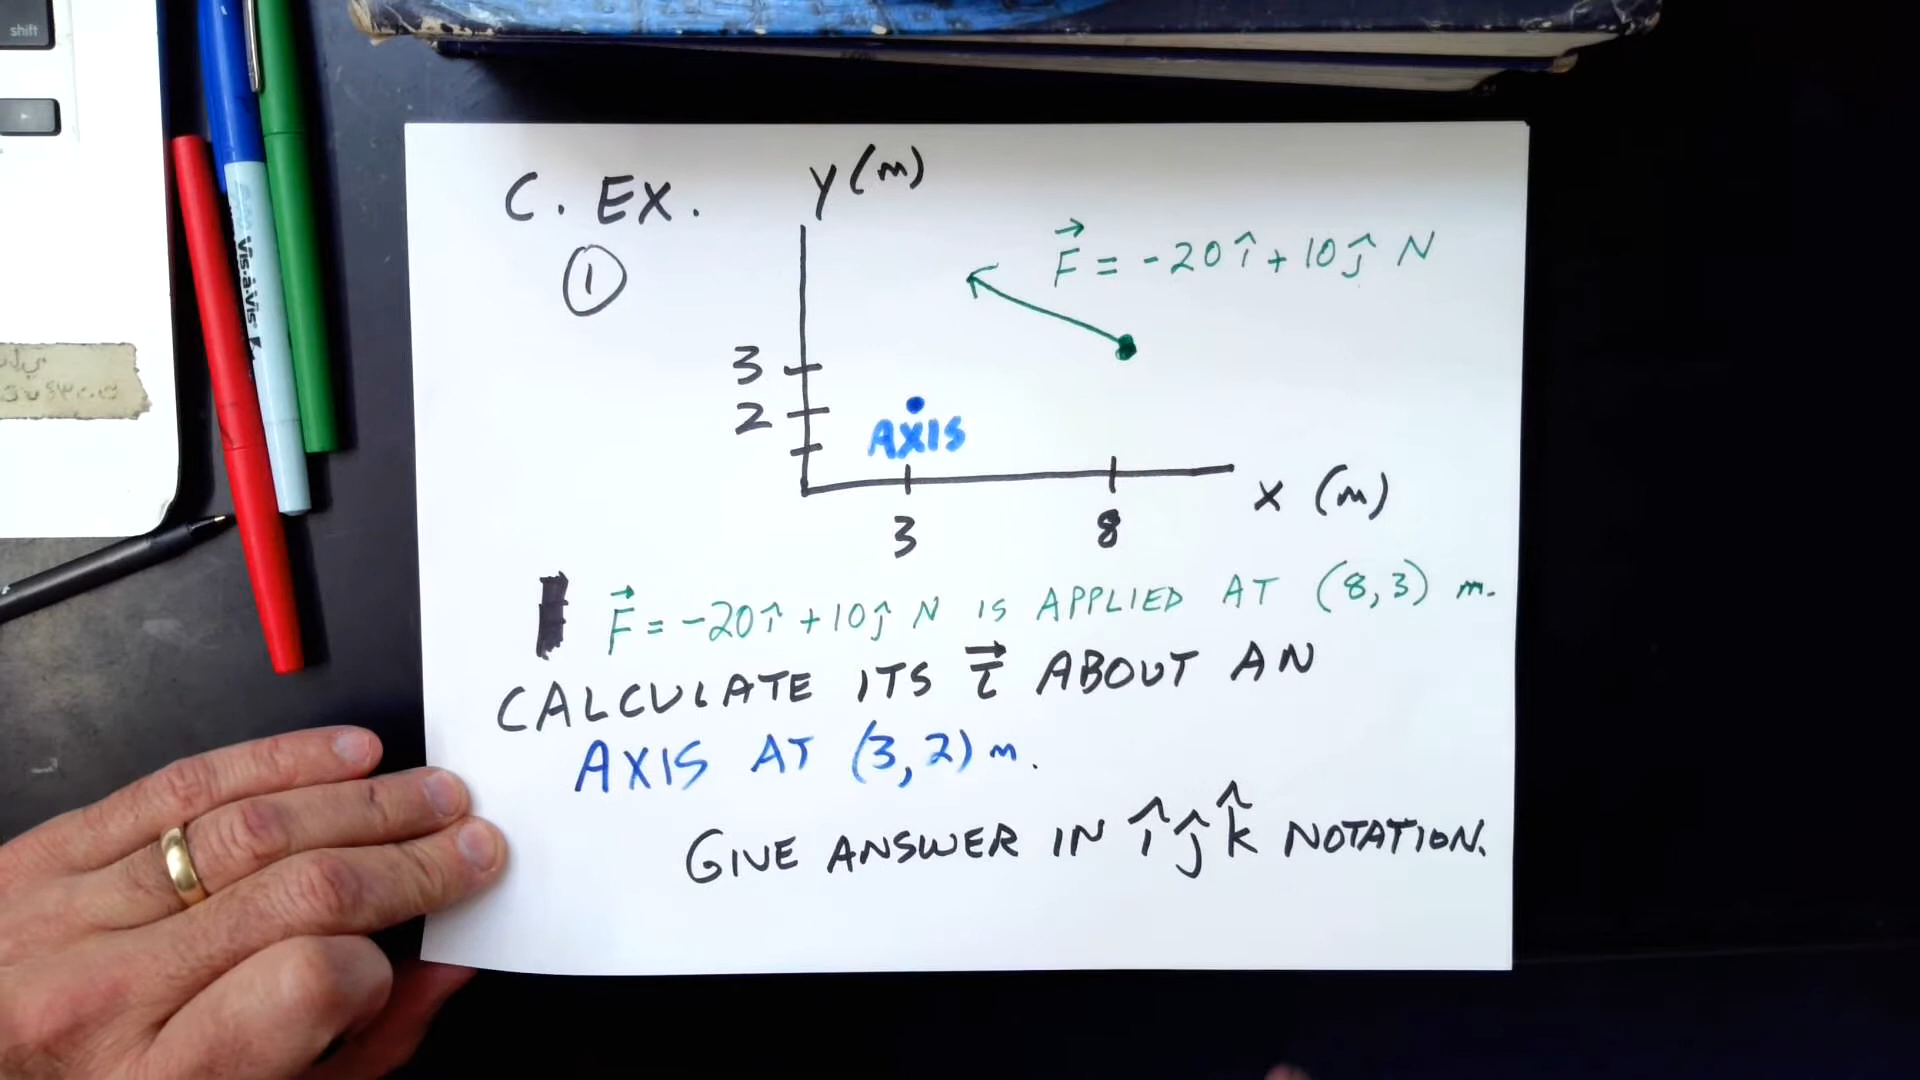 shift
C. EX.
①
y (m)
F⃗ = -20î + 10ĵ N
3
2
AXIS
3
8
x (m)
F⃗ = -20î + 10ĵ N IS APPLIED AT (8,3) m.
CALCULATE ITS τ⃗ ABOUT AN
AXIS AT (3,2) m.
GIVE ANSWER IN î ĵ k̂ NOTATION.
Vis-à-Vis